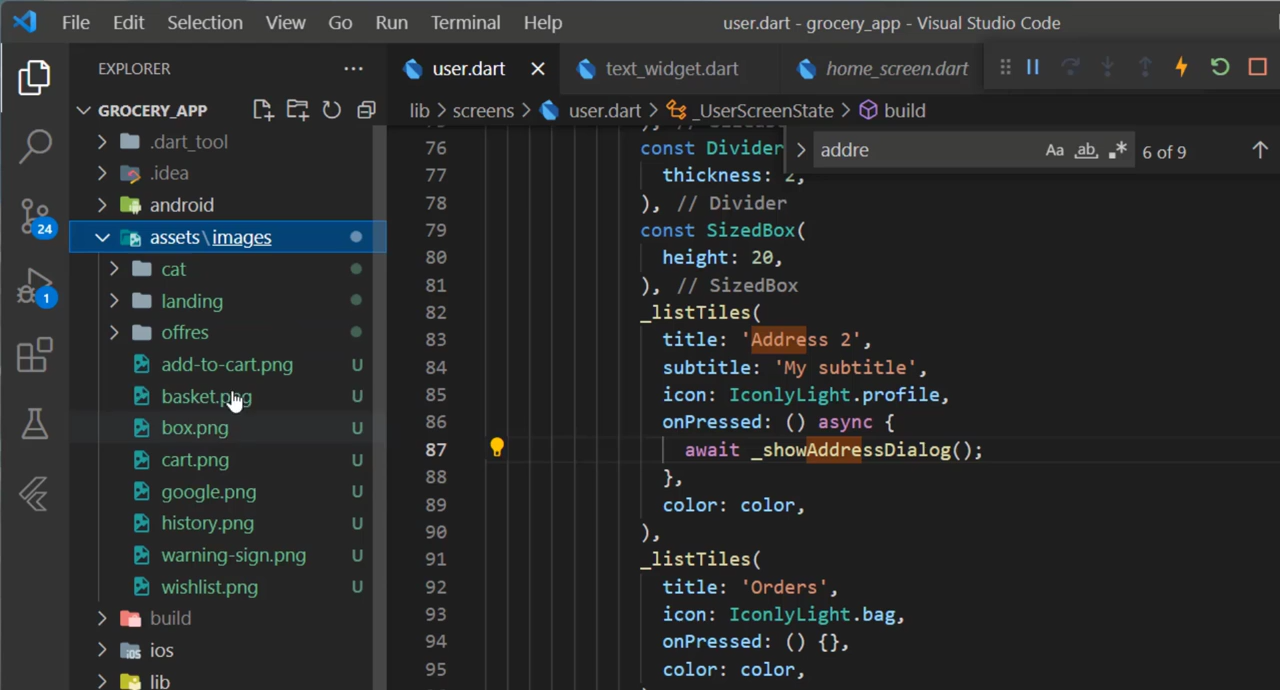 File Edit Selection View Go Run Terminal Help
user.dart - grocery_app - Visual Studio Code
EXPLORER
GROCERY_APP
.dart_tool
.idea
android
assets\images
cat
landing
offres
add-to-cart.png U
basket.png U
box.png U
cart.png U
google.png U
history.png U
warning-sign.png U
wishlist.png U
build
ios
lib
24
1
user.dart
text_widget.dart
home_screen.dart
lib > screens > user.dart > _UserScreenState > build
addre Aa ab 6 of 9
76 const Divider
77 thickness: 2,
78 ), // Divider
79 const SizedBox(
80 height: 20,
81 ), // SizedBox
82 _listTiles(
83 title: 'Address 2',
84 subtitle: 'My subtitle',
85 icon: IconlyLight.profile,
86 onPressed: () async {
87 await _showAddressDialog();
88 },
89 color: color,
90 ),
91 _listTiles(
92 title: 'Orders',
93 icon: IconlyLight.bag,
94 onPressed: () {},
95 color: color,